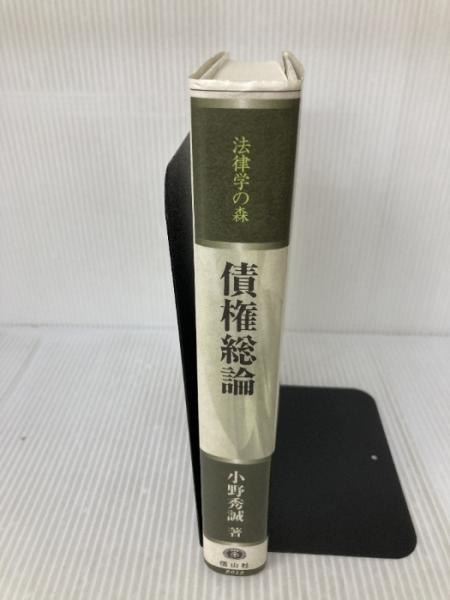 法律学の森
債権総論
小野秀誠 著
信山社